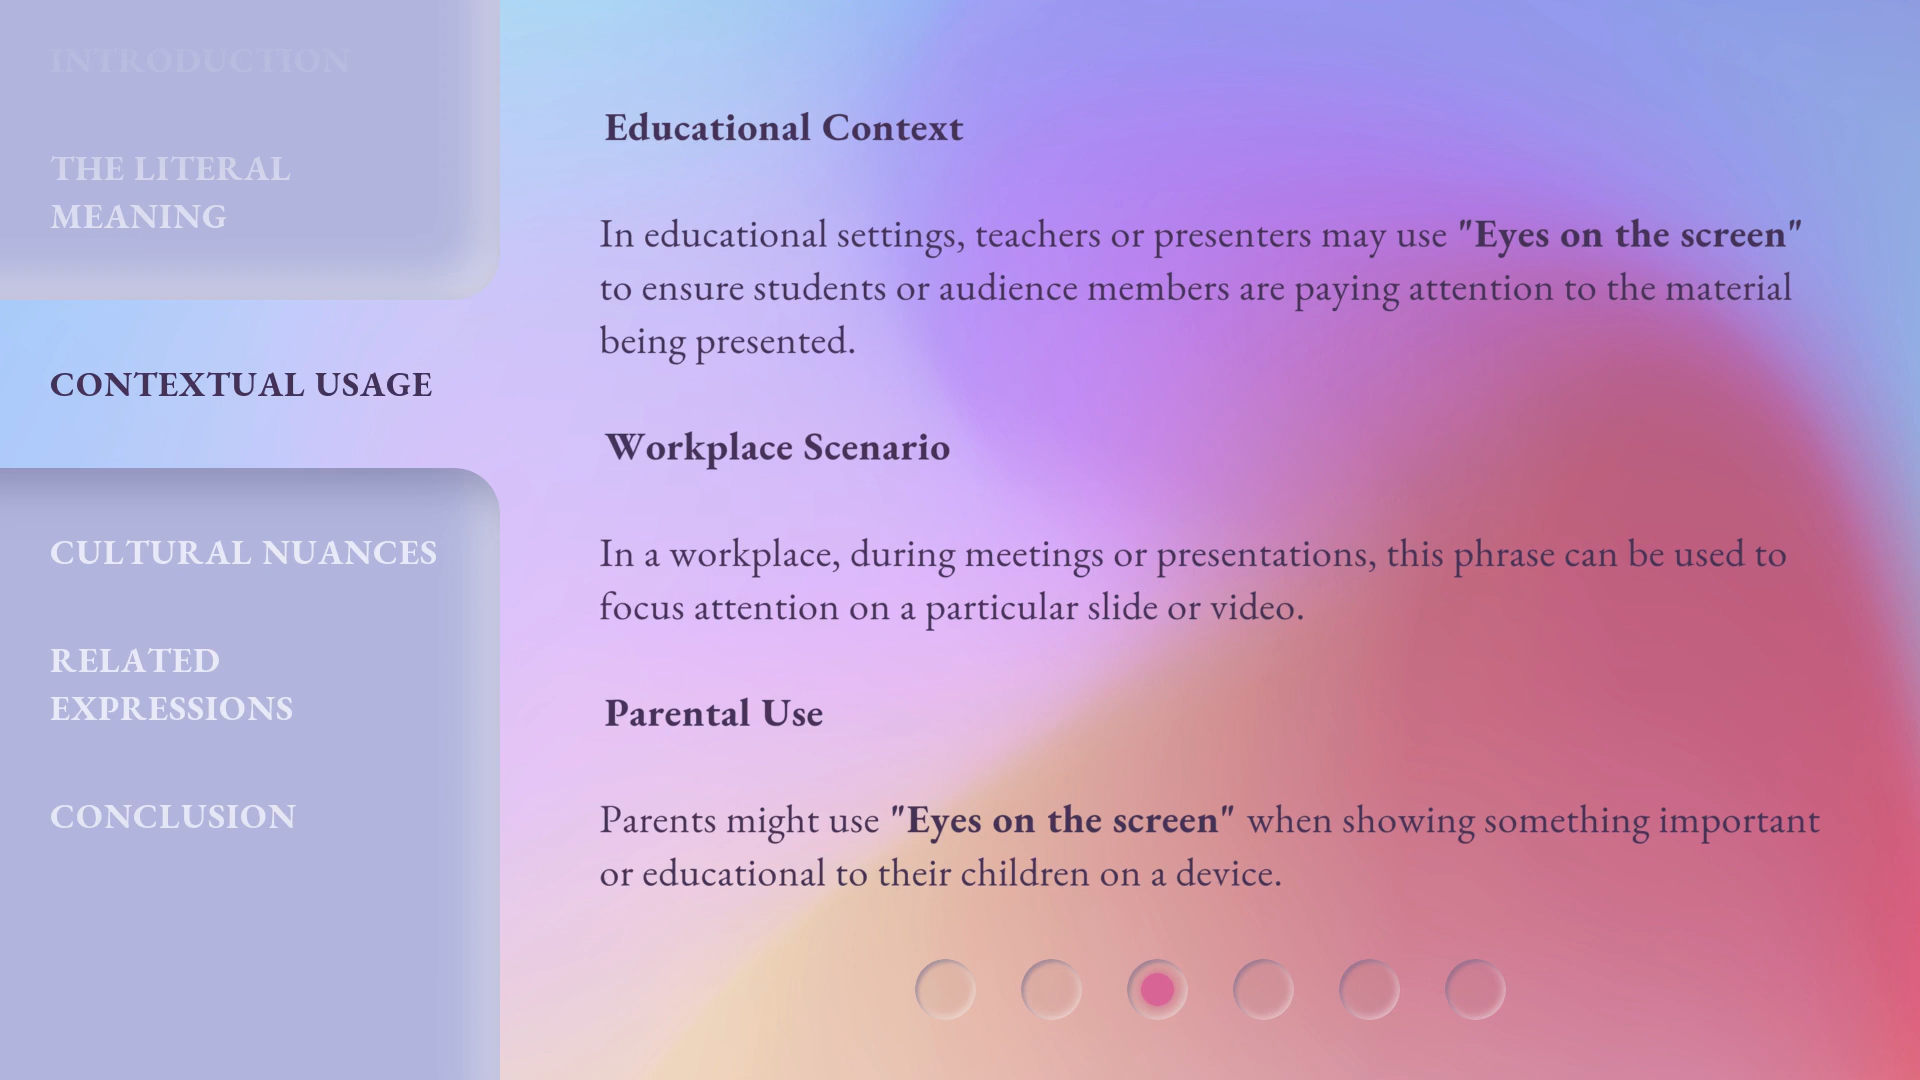 INTRODUCTION
THE LITERAL
MEANING
CONTEXTUAL USAGE
CULTURAL NUANCES
RELATED
EXPRESSIONS
CONCLUSION
Educational Context
In educational settings, teachers or presenters may use "Eyes on the screen"
to ensure students or audience members are paying attention to the material
being presented.
Workplace Scenario
In a workplace, during meetings or presentations, this phrase can be used to
focus attention on a particular slide or video.
Parental Use
Parents might use "Eyes on the screen" when showing something important
or educational to their children on a device.